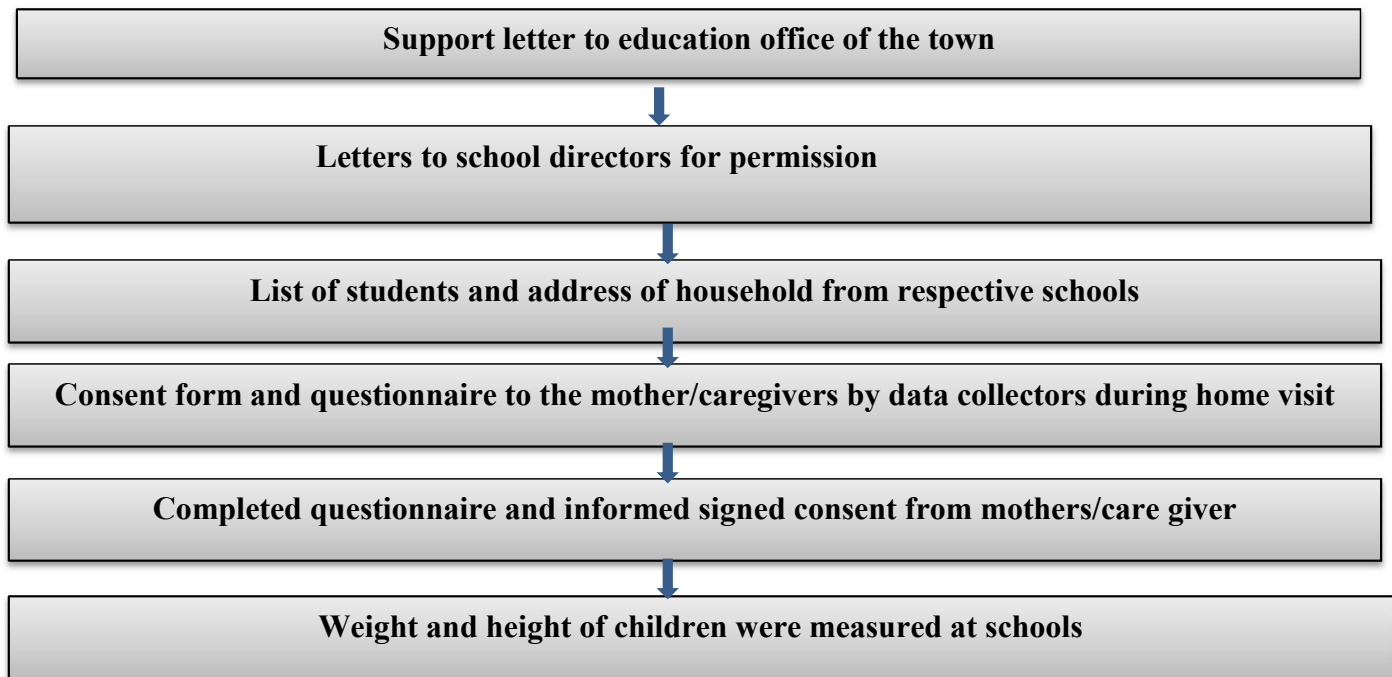 Support letter to education office of the town
Letters to school directors for permission
List of students and address of household from respective schools
Consent form and questionnaire to the mother/caregivers by data collectors during home visit
Completed questionnaire and informed signed consent from mothers/care giver
Weight and height of children were measured at schools